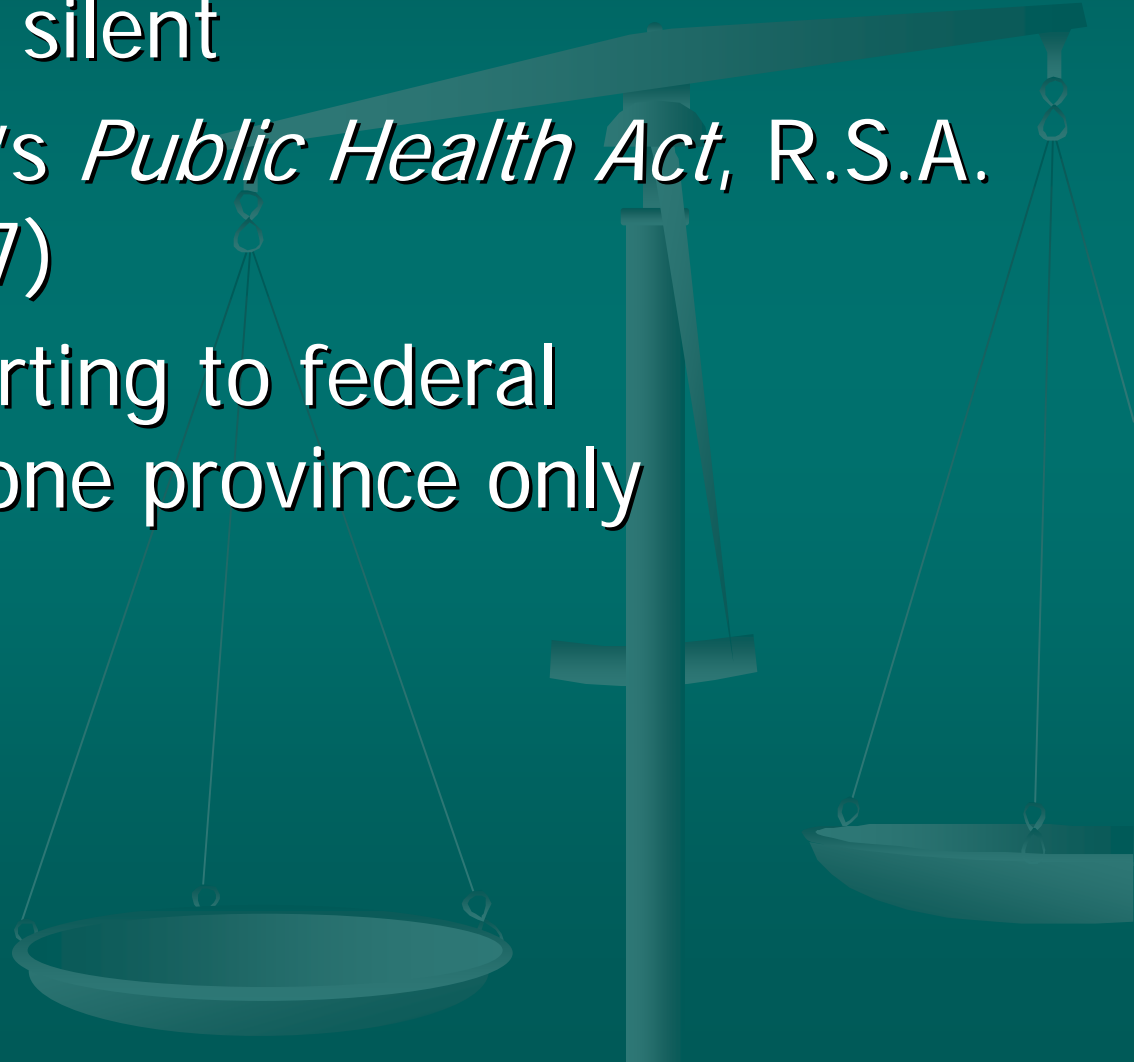 silent
's Public Health Act, R.S.A.
7)
rting to federal
one province only